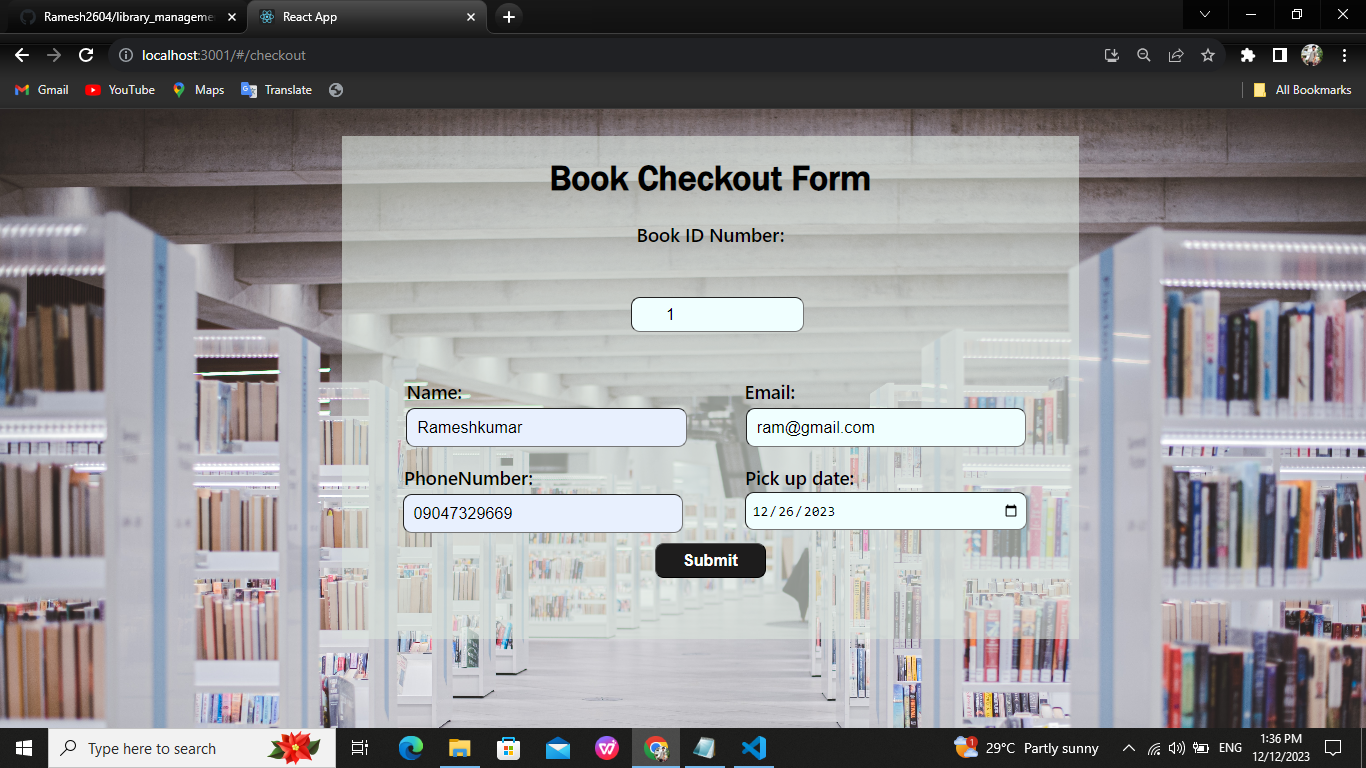 Ramesh2604/library_manageme
React App
localhost:3001/#/checkout
Gmail
YouTube
Maps
Translate
All Bookmarks
Book Checkout Form
Book ID Number:
1
Name:
Email:
Rameshkumar
ram@gmail.com
PhoneNumber:
Pick up date:
09047329669
12/26/2023
Submit
Type here to search
1
29°C Partly sunny
ENG
1:36 PM
12/12/2023